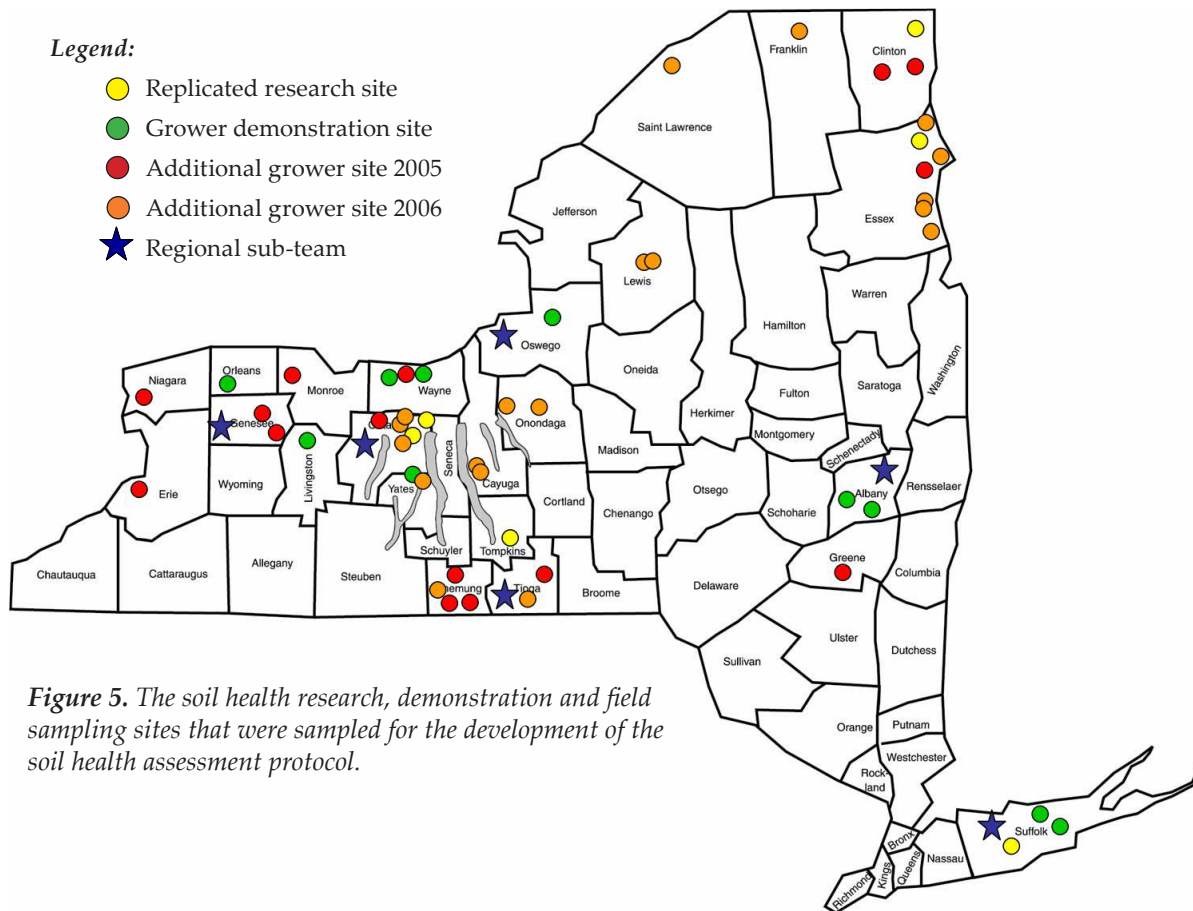 Legend:
Replicated research site
Grower demonstration site
Additional grower site 2005
Additional grower site 2006
Regional sub-team
Franklin
Clinton
Saint Lawrence
Jefferson
Essex
Lewis
Warren
Hamilton
Washington
Oswego
Oneida
Herkimer
Fulton
Saratoga
Montgomery
Schenectady
Niagara
Orleans
Monroe
Wayne
Genesee
Onondaga
Madison
Seneca
Cayuga
Erie
Wyoming
Livingston
Yates
Cortland
Chenango
Otsego
Schoharie
Albany
Rensselaer
Chautauqua
Cattaraugus
Allegany
Steuben
Schuyler
Tompkins
Tioga
Broome
Delaware
Greene
Columbia
Ulster
Dutchess
Sullivan
Orange
Putnam
Westchester
Rock-
land
Bronx
Kings
Queens
Richmond
Nassau
Suffolk
Figure 5. The soil health research, demonstration and field
sampling sites that were sampled for the development of the
soil health assessment protocol.